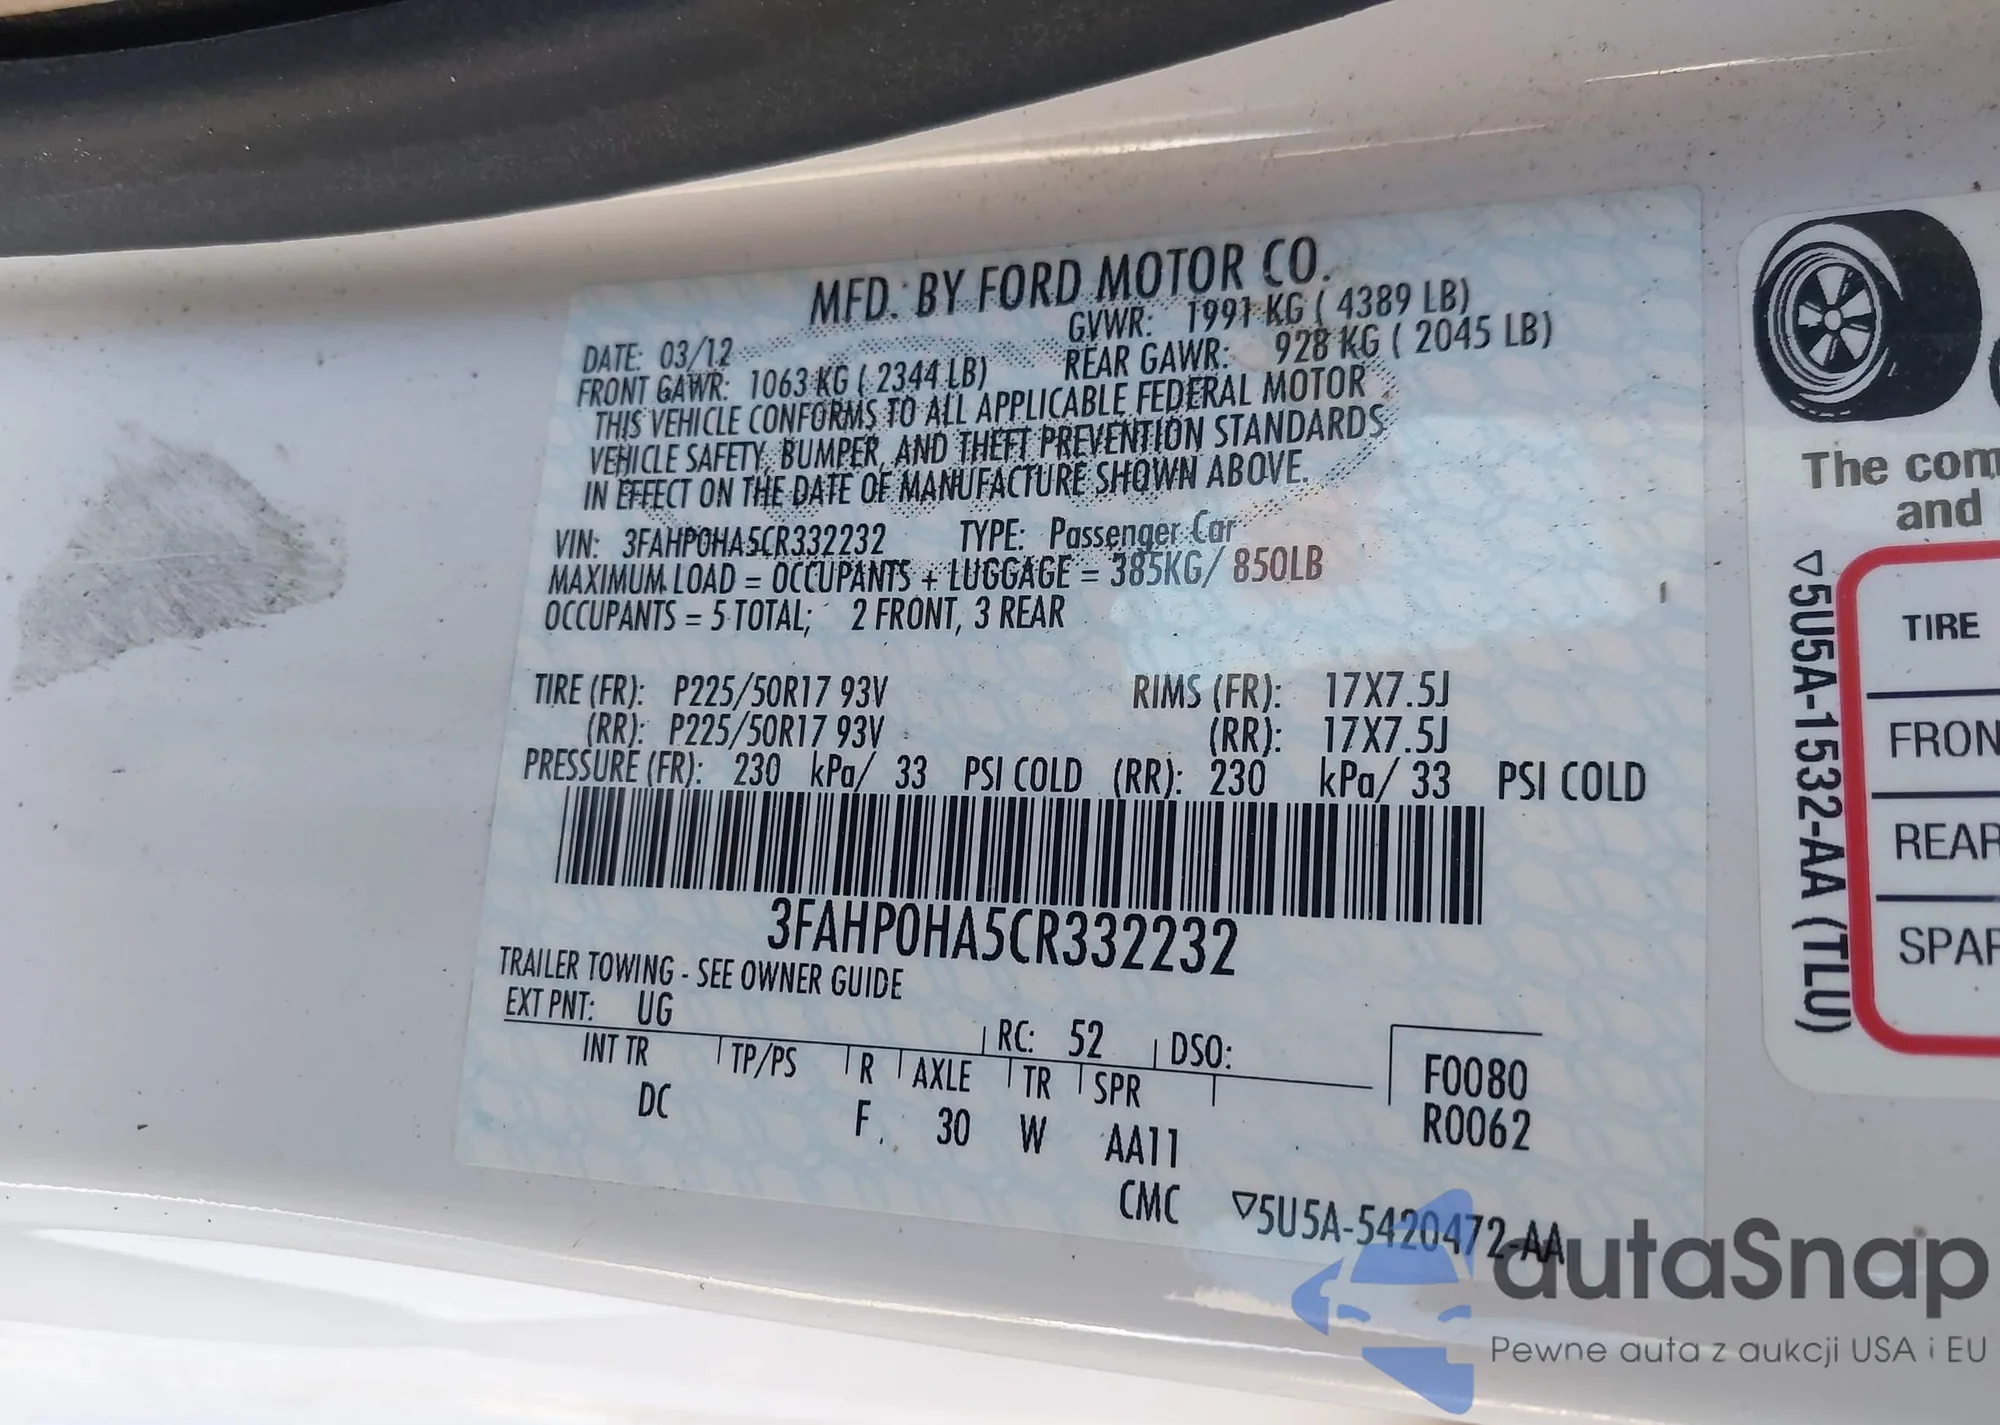 MFD. BY FORD MOTOR CO.
DATE: 03/12 GVWR: 1991 KG ( 4389 LB)
FRONT GAWR: 1063 KG ( 2344 LB) REAR GAWR: 928 KG ( 2045 LB)
THIS VEHICLE CONFORMS TO ALL APPLICABLE FEDERAL MOTOR
VEHICLE SAFETY, BUMPER, AND THEFT PREVENTION STANDARDS
IN EFFECT ON THE DATE OF MANUFACTURE SHOWN ABOVE.
VIN: 3FAHP0HA5CR332232 TYPE: Passenger Car
MAXIMUM LOAD = OCCUPANTS + LUGGAGE = 385KG/ 850LB
OCCUPANTS = 5 TOTAL; 2 FRONT, 3 REAR
TIRE (FR): P225/50R17 93V RIMS (FR): 17X7.5J
(RR): P225/50R17 93V (RR): 17X7.5J
PRESSURE (FR): 230 kPa/ 33 PSI COLD (RR): 230 kPa/ 33 PSI COLD
3FAHP0HA5CR332232
TRAILER TOWING - SEE OWNER GUIDE
EXT PNT: UG RC: 52 DSO:
INT TR TP/PS R AXLE TR SPR F0080
DC F 30 W AA11 R0062
CMC ▽5U5A-5420472-AA
The com
and
▽5U5A-1532-AA (TLU)
TIRE
FRON
REAR
SPAR
autaSnap
Pewne auta z aukcji USA i EU